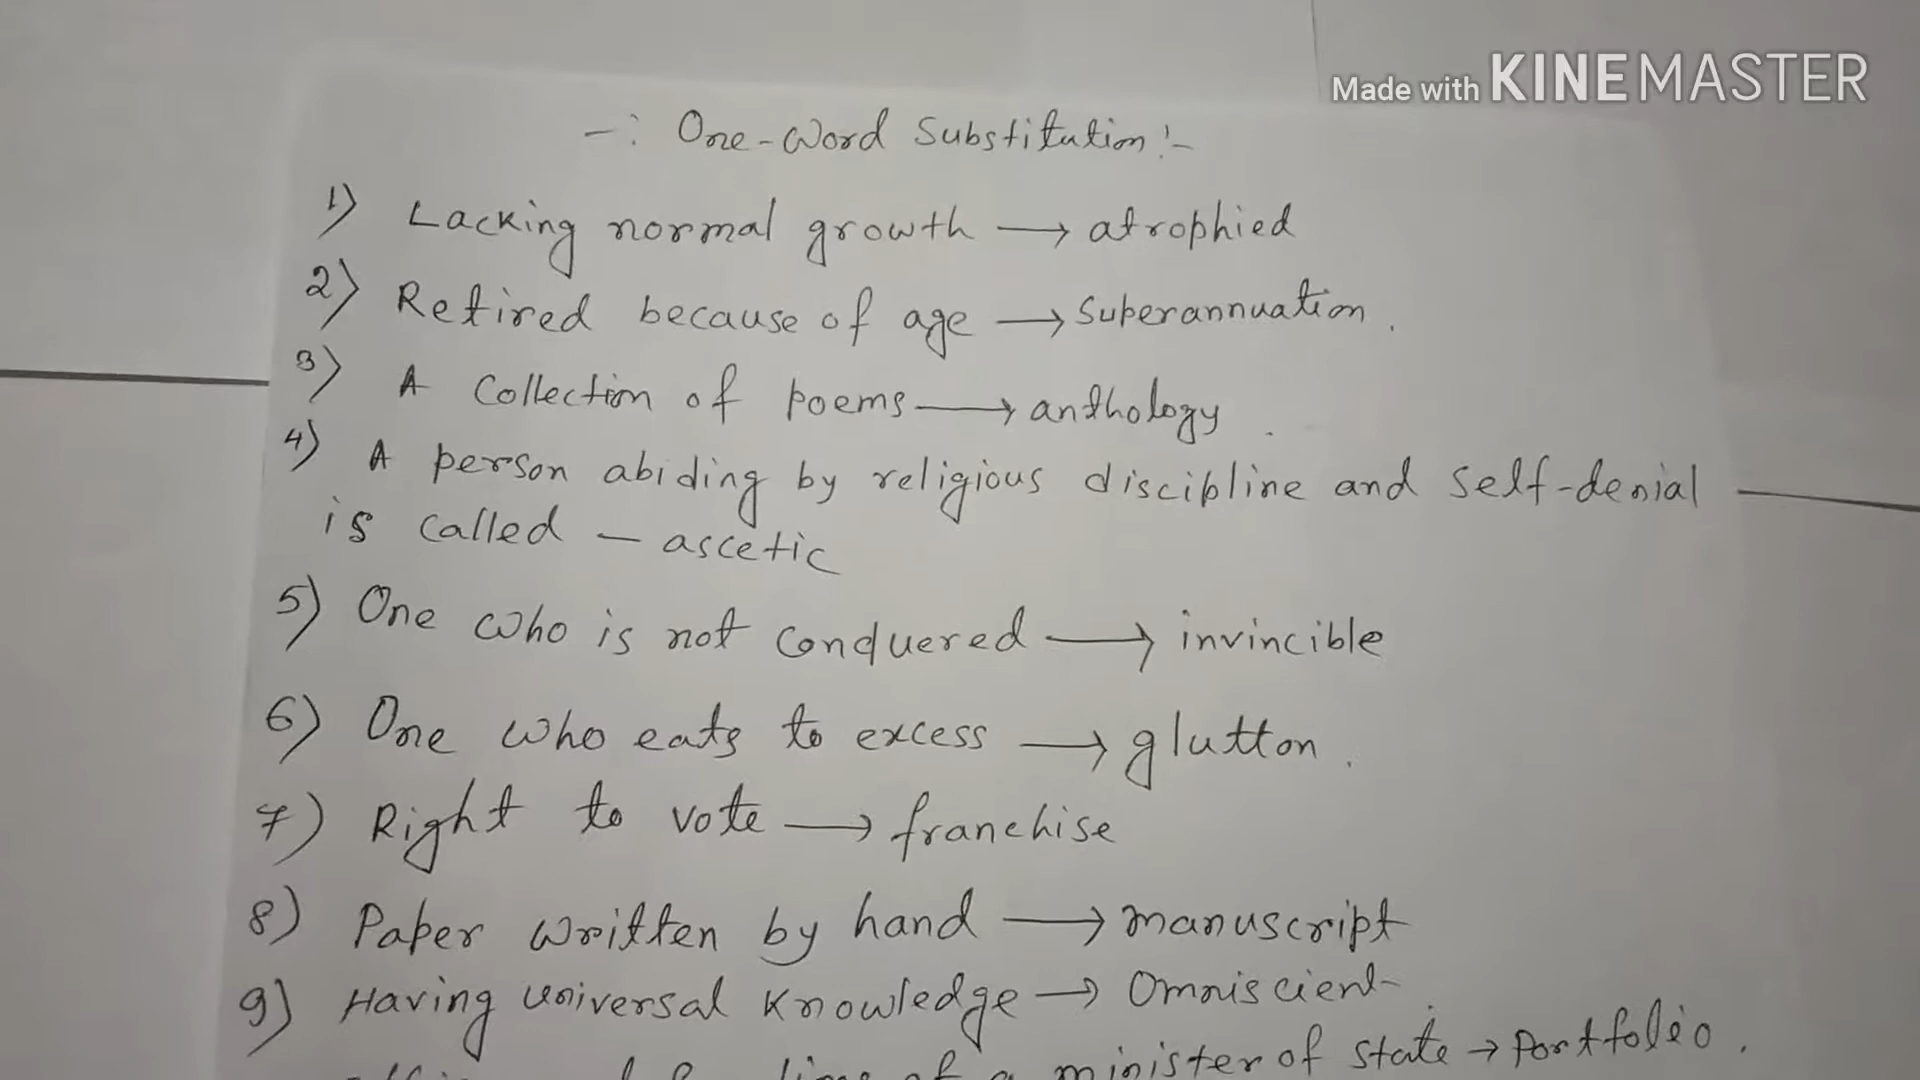 Made with KINEMASTER
-: One-Word Substitution:-
1) Lacking normal growth → atrophied
2) Retired because of age → Superannuation.
3) A Collection of poems → anthology.
4) A person abiding by religious discipline and self-denial
is called - ascetic
5) One who is not conquered → invincible
6) One who eats to excess → glutton.
7) Right to vote → franchise
8) Paper written by hand → manuscript
9) Having universal knowledge → Omniscient
of a minister of state → Portfolio.